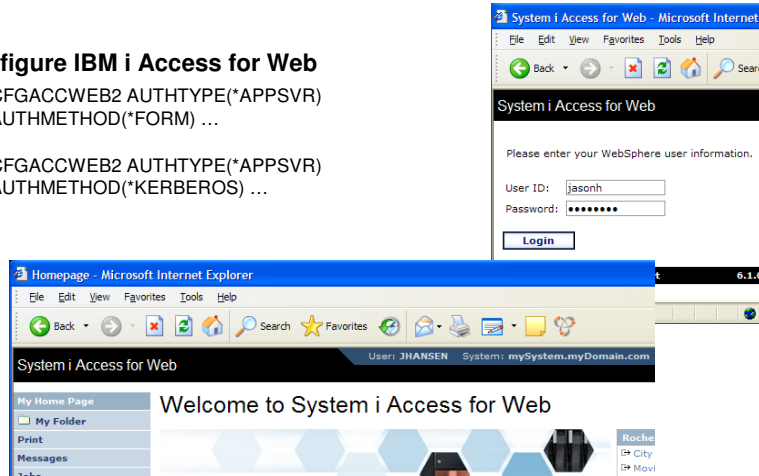 figure IBM i Access for Web
CFGACCWEB2 AUTHTYPE(*APPSVR)
AUTHMETHOD(*FORM) …
CFGACCWEB2 AUTHTYPE(*APPSVR)
AUTHMETHOD(*KERBEROS) …
System i Access for Web - Microsoft Internet
File Edit View Favorites Tools Help
Back Sear
System i Access for Web
Please enter your WebSphere user information.
User ID: jasonh
Password: ••••••••
Login
t 6.1.0
Homepage - Microsoft Internet Explorer
File Edit View Favorites Tools Help
Back Search Favorites
User: JHANSEN System: mySystem.myDomain.com
System i Access for Web
My Home Page
My Folder
Print
Messages
Jobs
Welcome to System i Access for Web
Roche
City
Movi